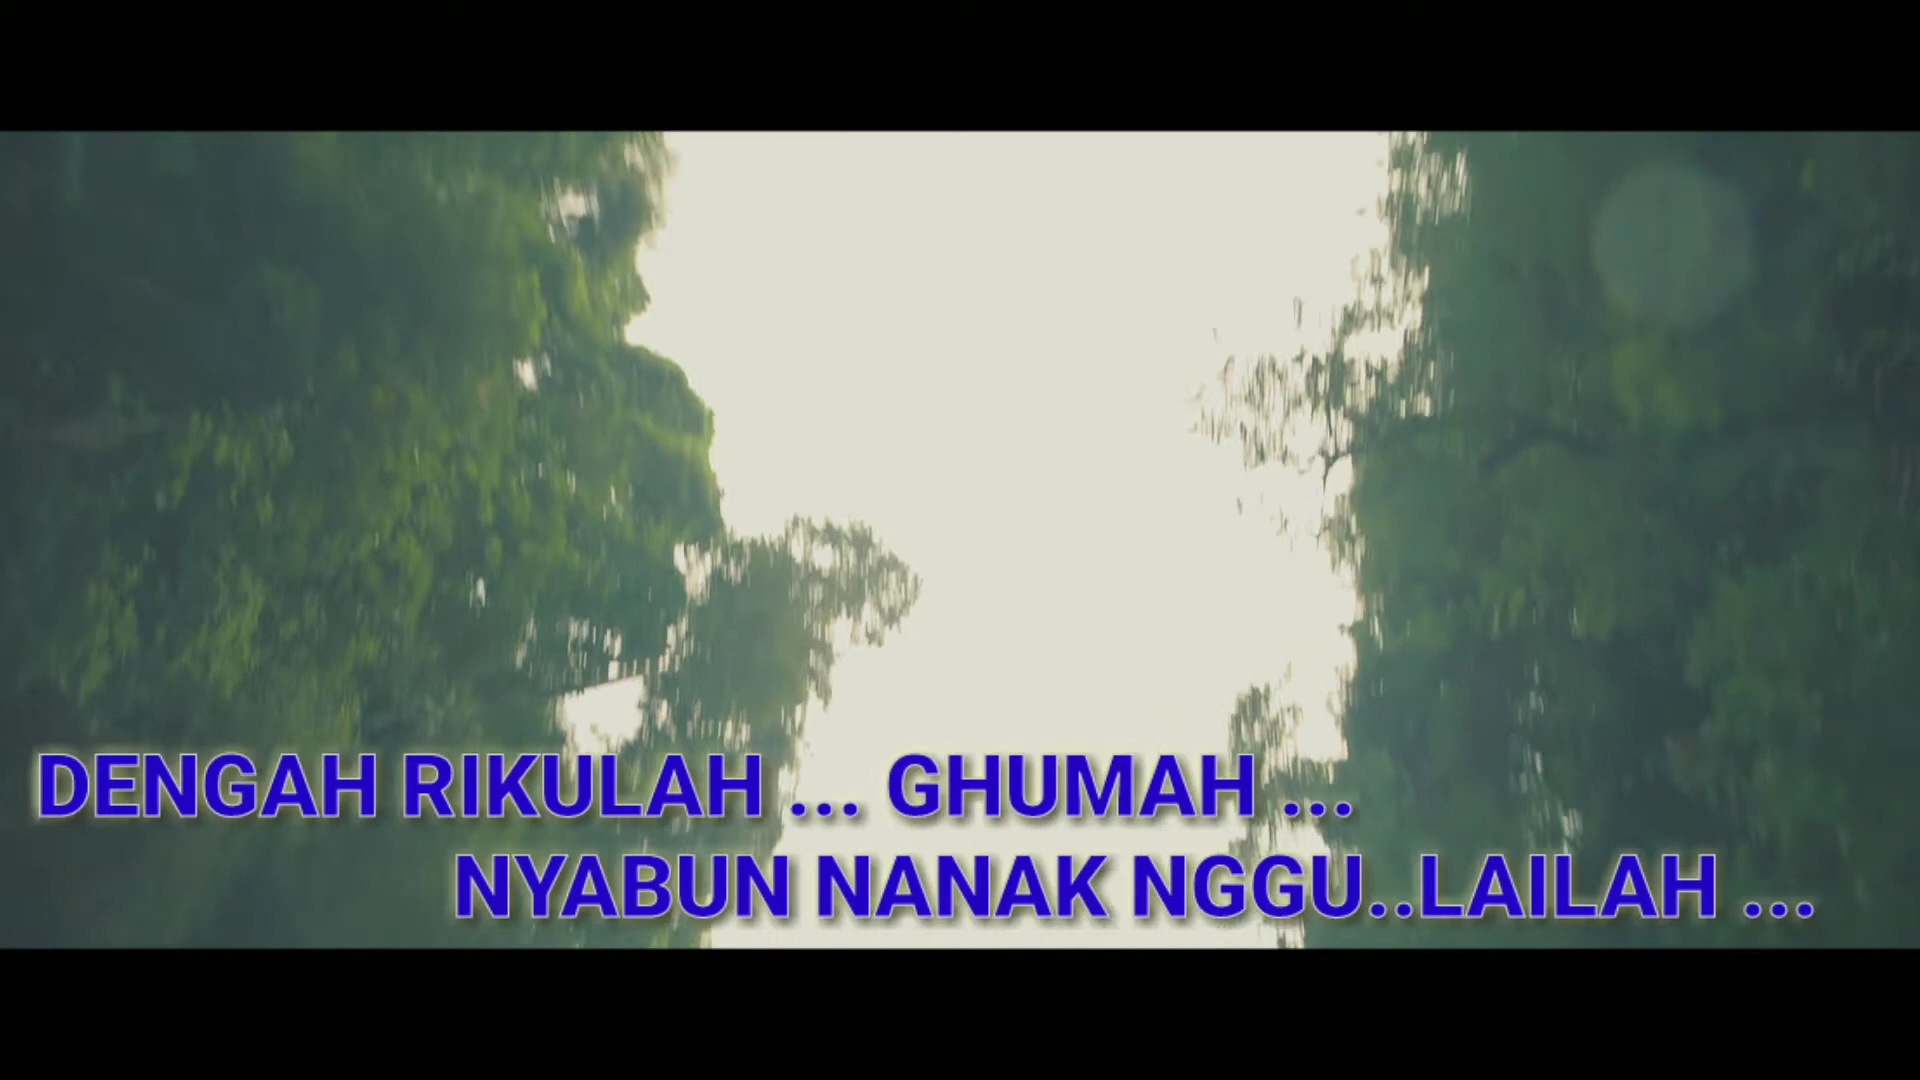 DENGAH RIKULAH ... GHUMAH ...
NYABUN NANAK NGGU..LAILAH ...